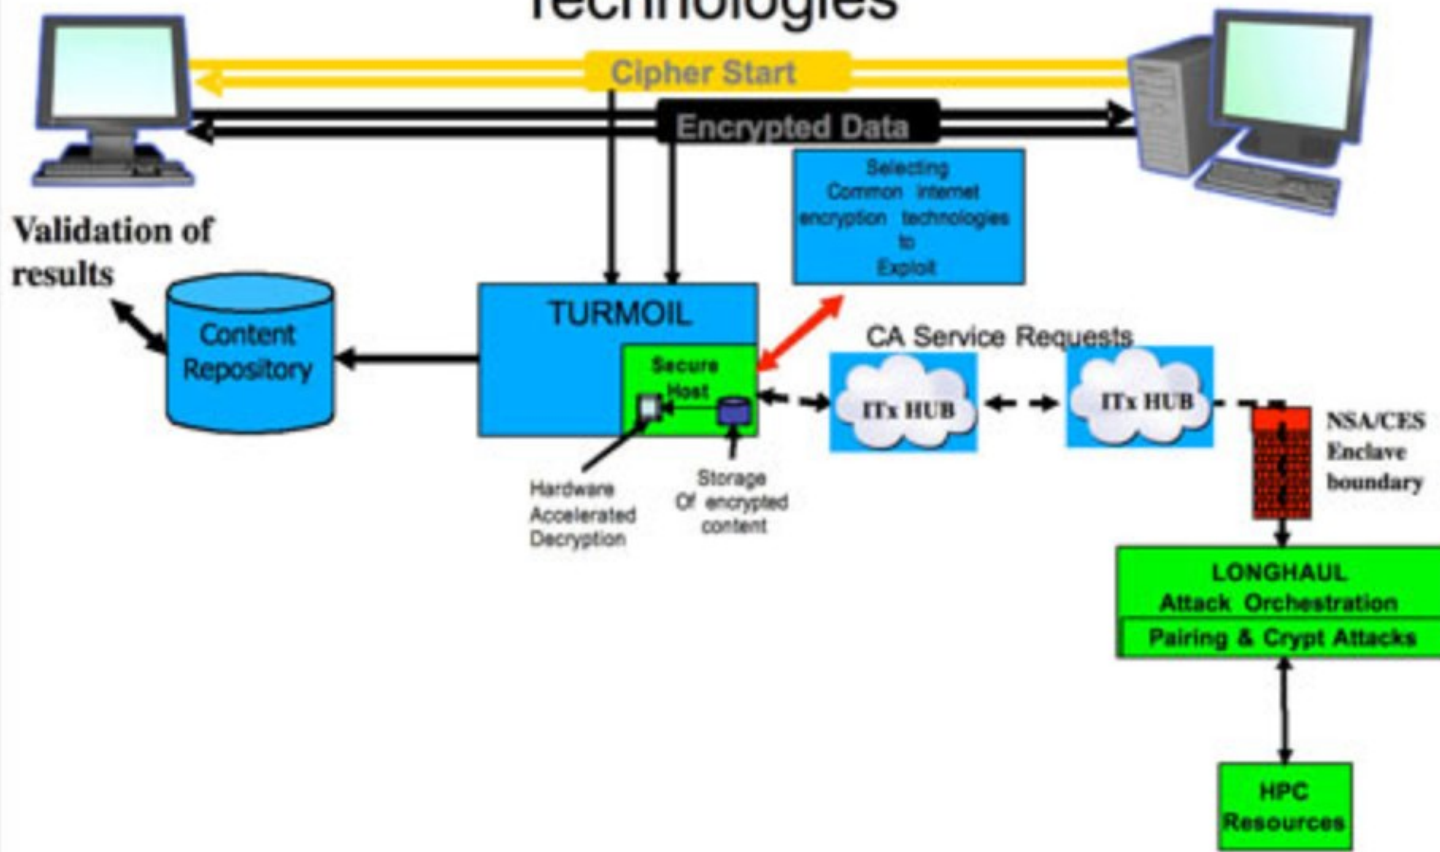 Technologies
Cipher Start
Encrypted Data
Selecting
Common internet
encryption technologies
to
Exploit
Validation of
results
Content
Repository
TURMOIL
Secure
Host
CA Service Requests
ITx HUB
ITx HUB
NSA/CES
Enclave
boundary
Hardware
Accelerated
Decryption
Storage
Of encrypted
content
LONGHAUL
Attack Orchestration
Pairing & Crypt Attacks
HPC
Resources